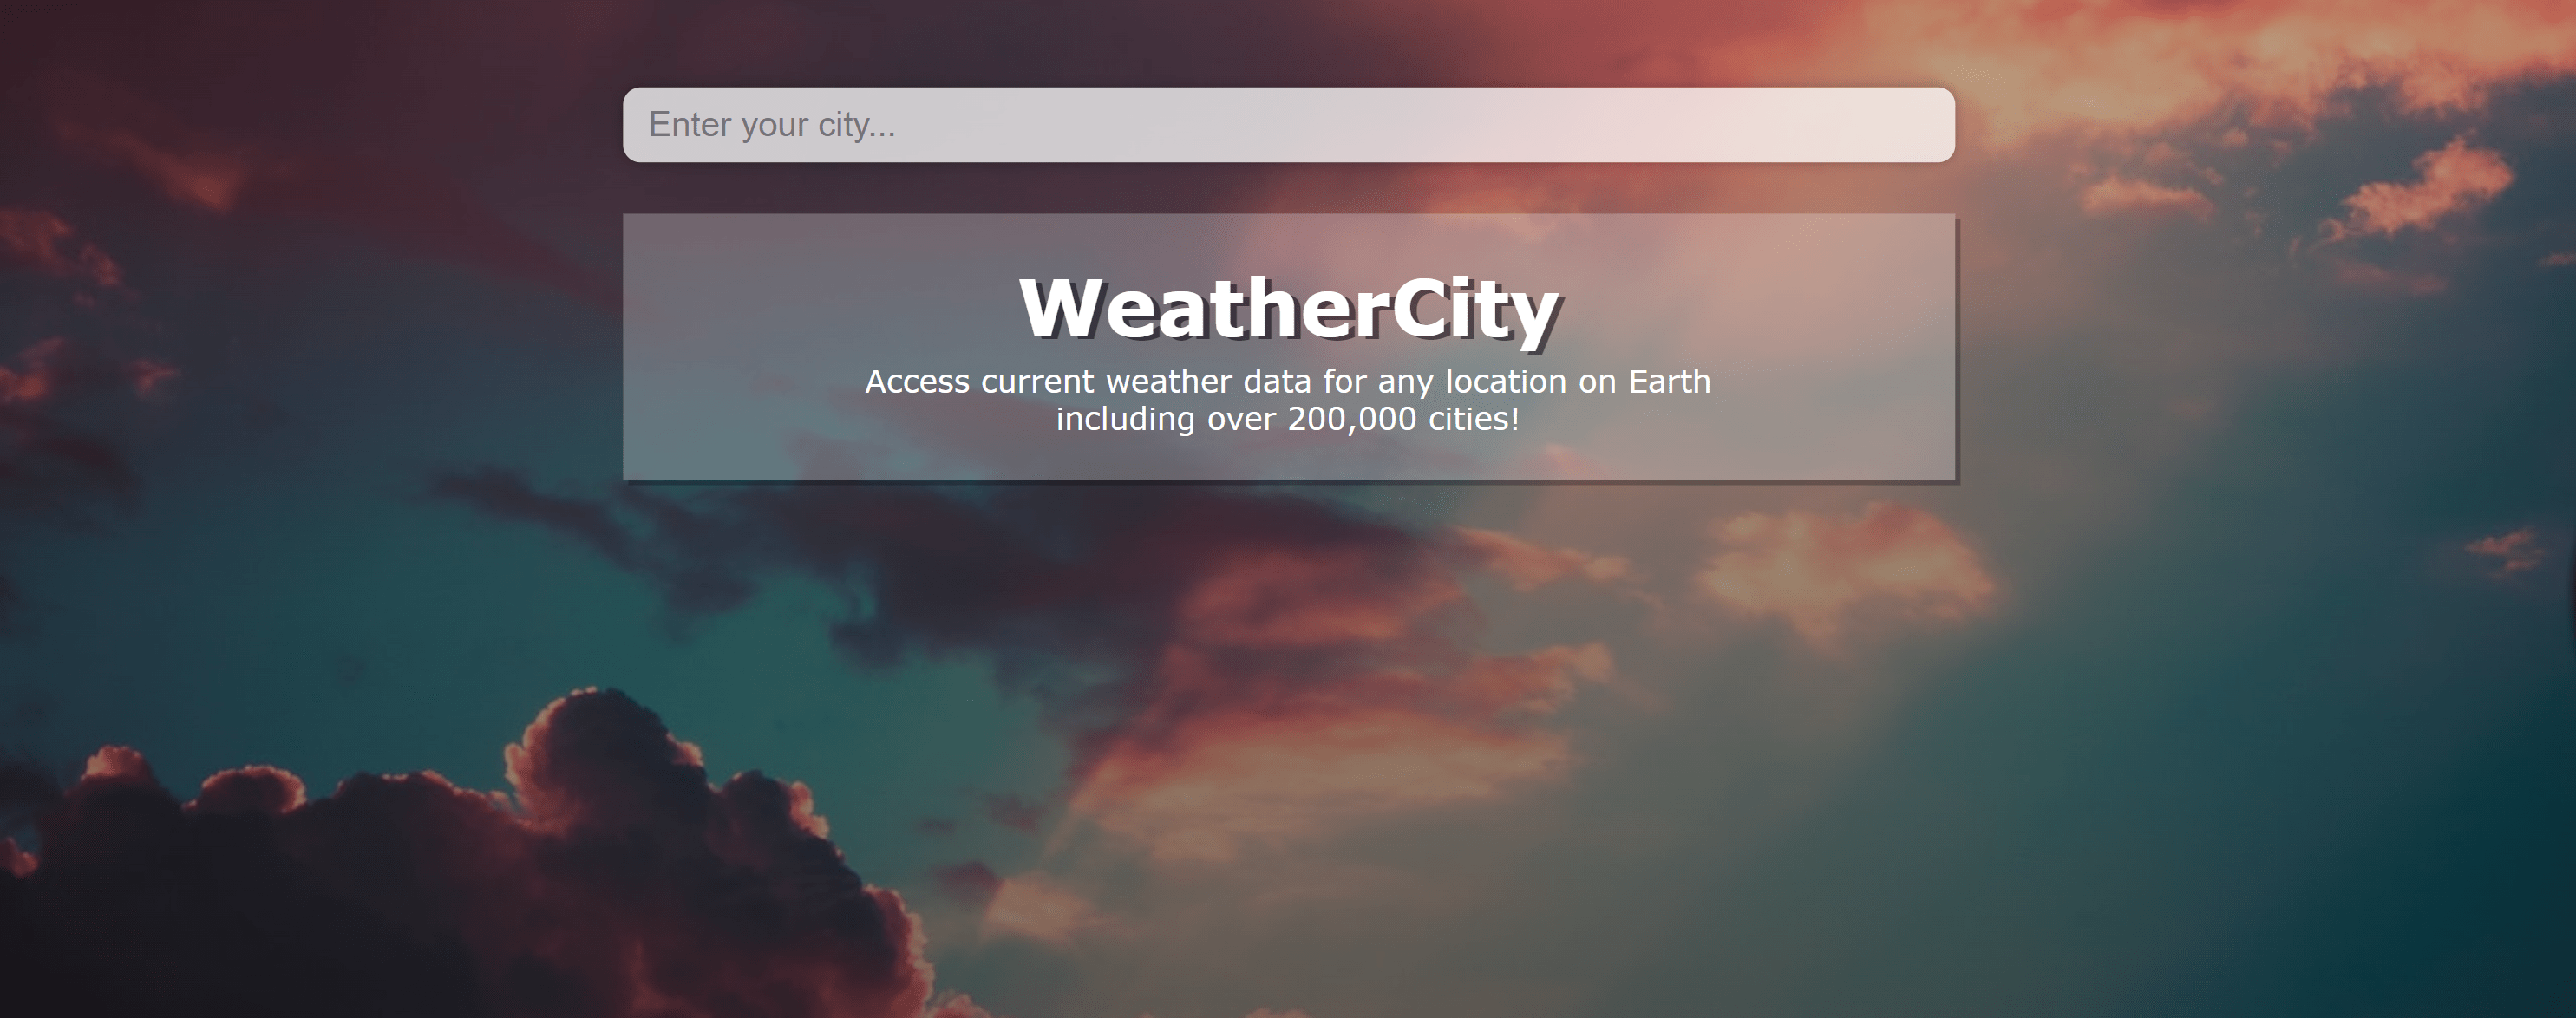 Enter your city...
WeatherCity
Access current weather data for any location on Earth
including over 200,000 cities!